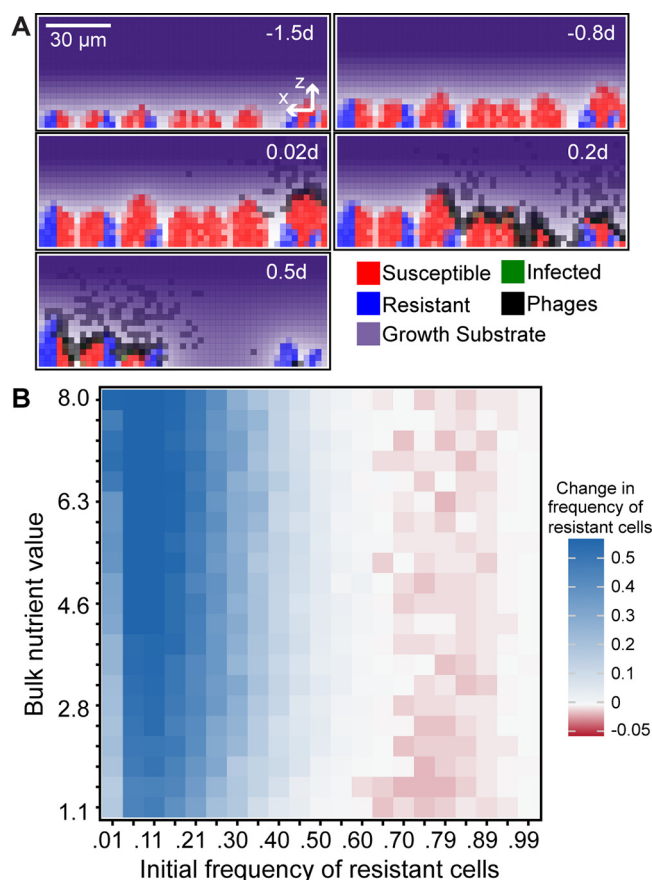 A
30 µm
-1.5d
z
x
-0.8d
0.02d
0.2d
0.5d
Susceptible
Infected
Resistant
Phages
Growth Substrate
B
8.0
6.3
4.6
2.8
1.1
Bulk nutrient value
.01 .11 .21 .30 .40 .50 .60 .70 .79 .89 .99
Initial frequency of resistant cells
Change in
frequency of
resistant cells
0.5
0.4
0.3
0.2
0.1
0
-0.05